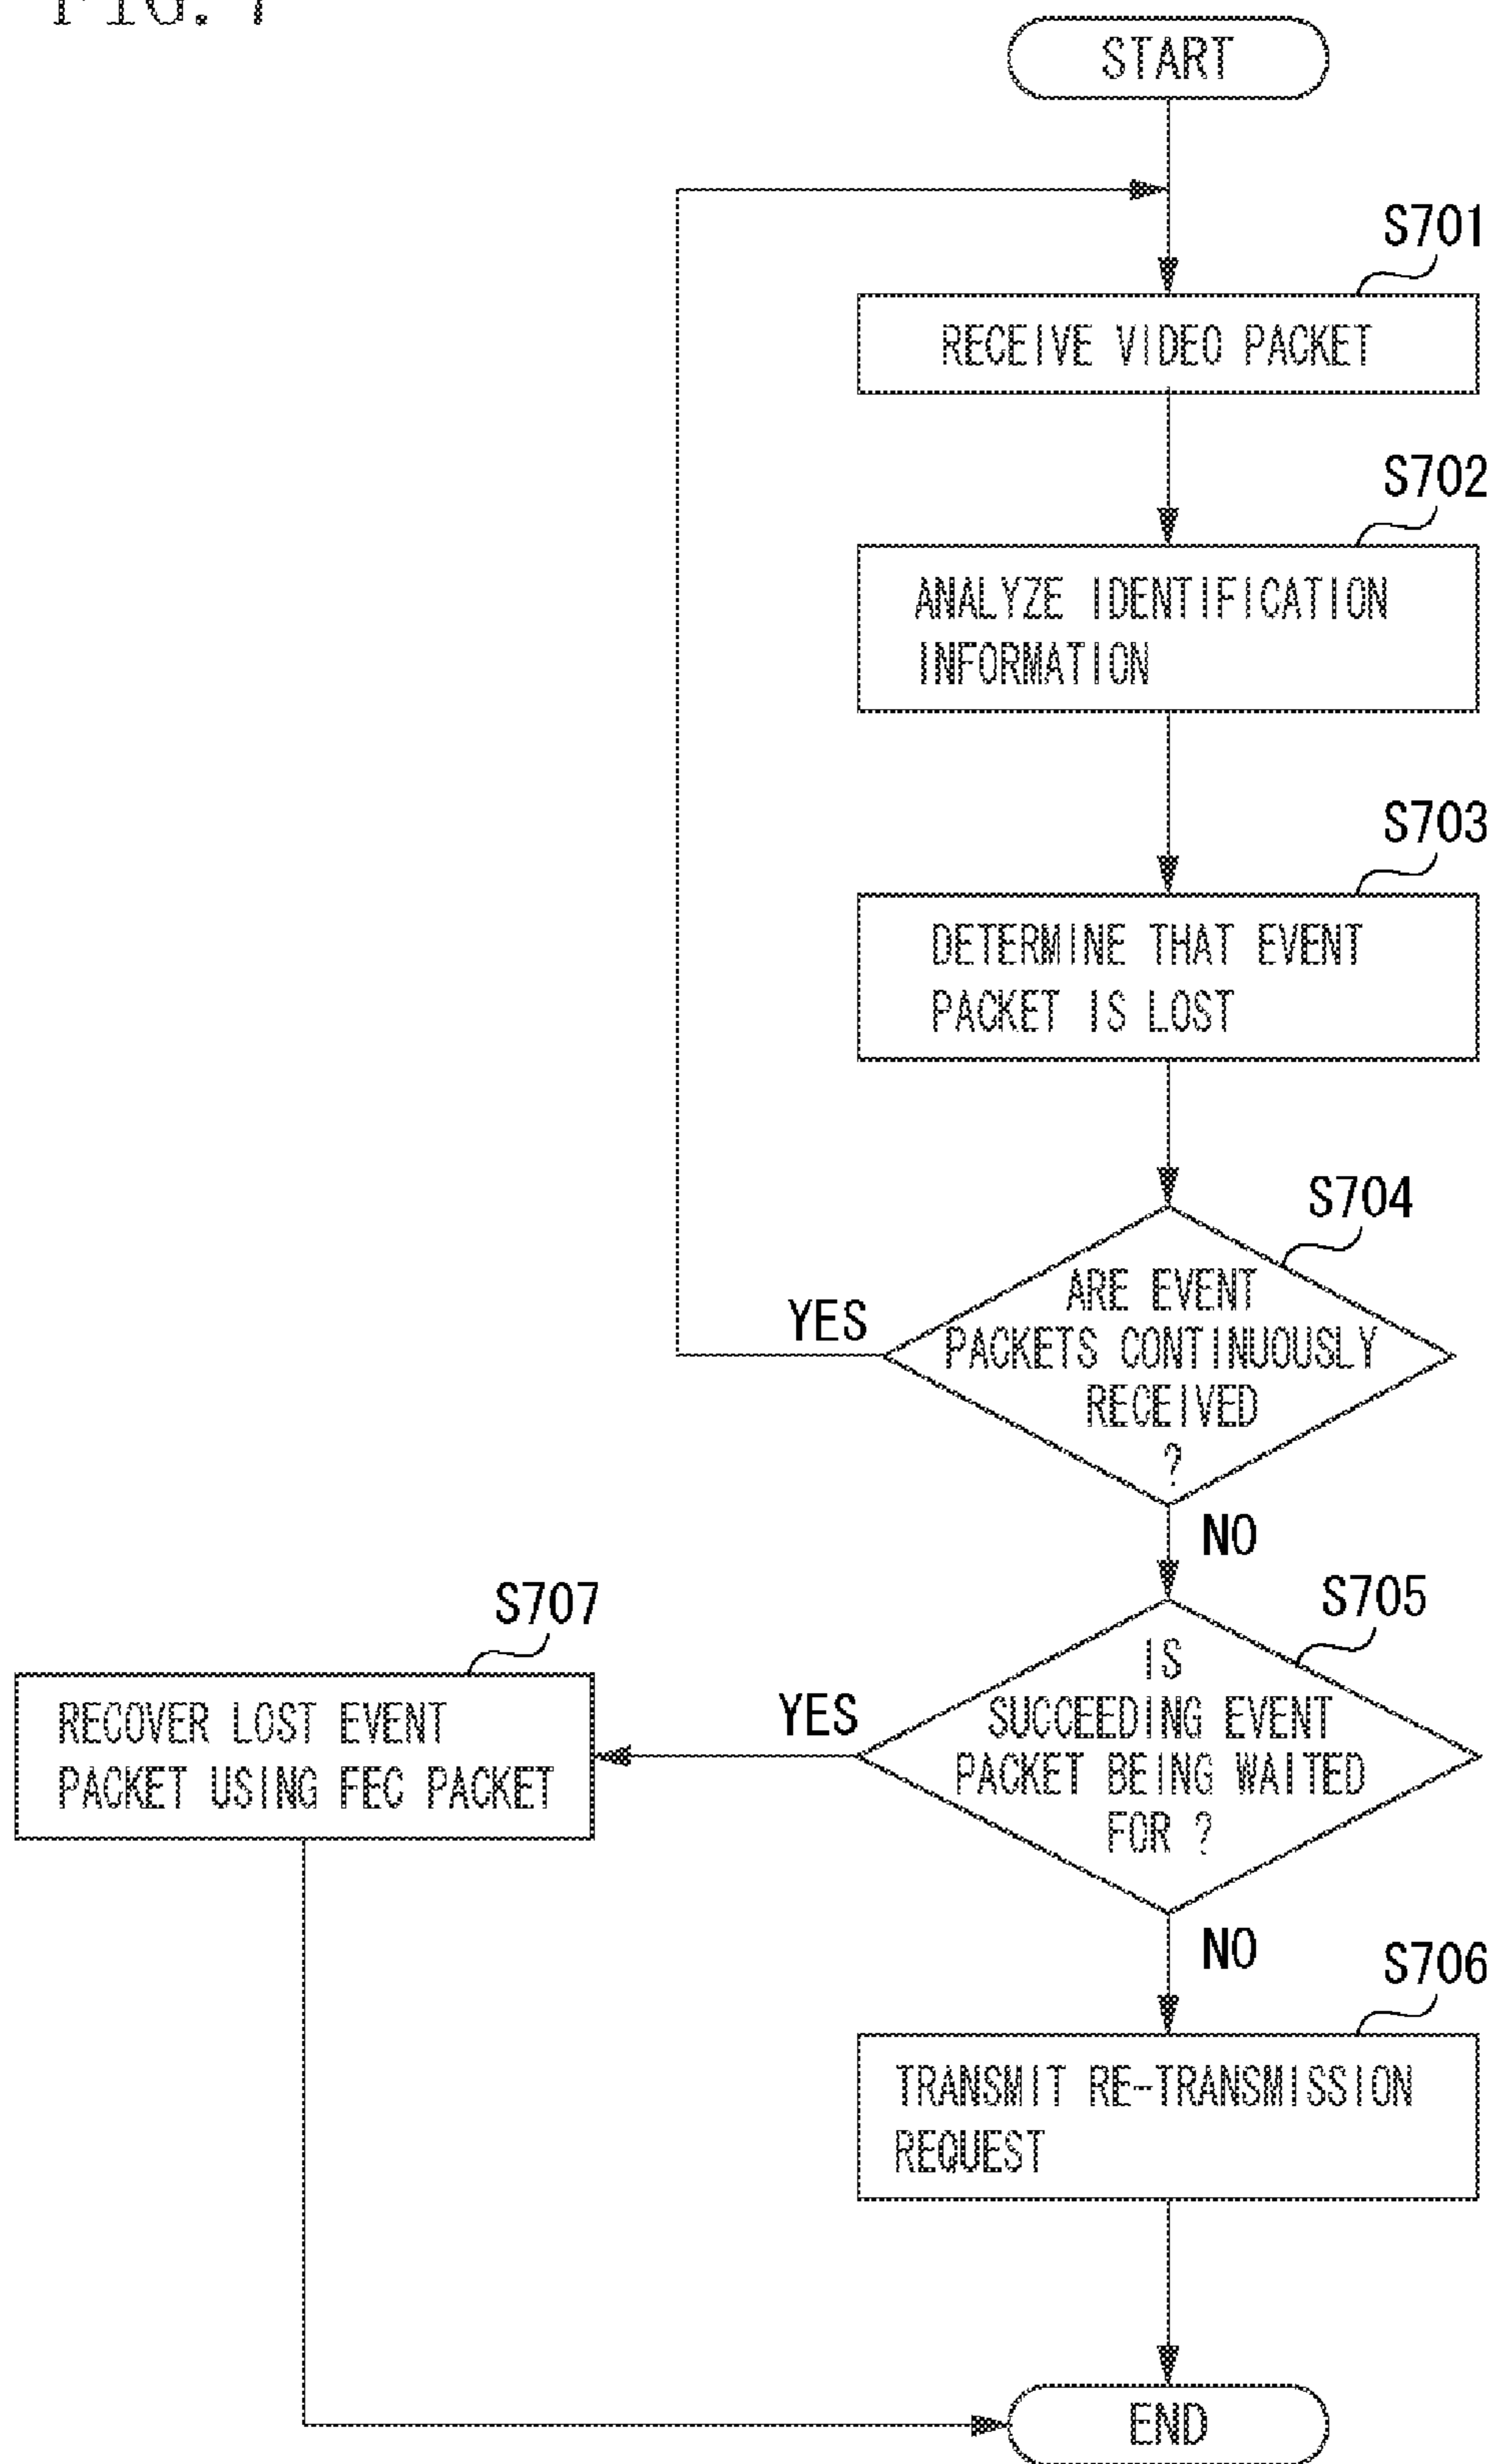 FIG. 7
START
S701
RECEIVE VIDEO PACKET
S702
ANALYZE IDENTIFICATION
INFORMATION
S703
DETERMINE THAT EVENT
PACKET IS LOST
S704
ARE EVENT
PACKETS CONTINUOUSLY
RECEIVED
?
YES
NO
S705
IS
SUCCEEDING EVENT
PACKET BEING WAITED
FOR ?
YES
S707
RECOVER LOST EVENT
PACKET USING FEC PACKET
NO
S706
TRANSMIT RE-TRANSMISSION
REQUEST
END